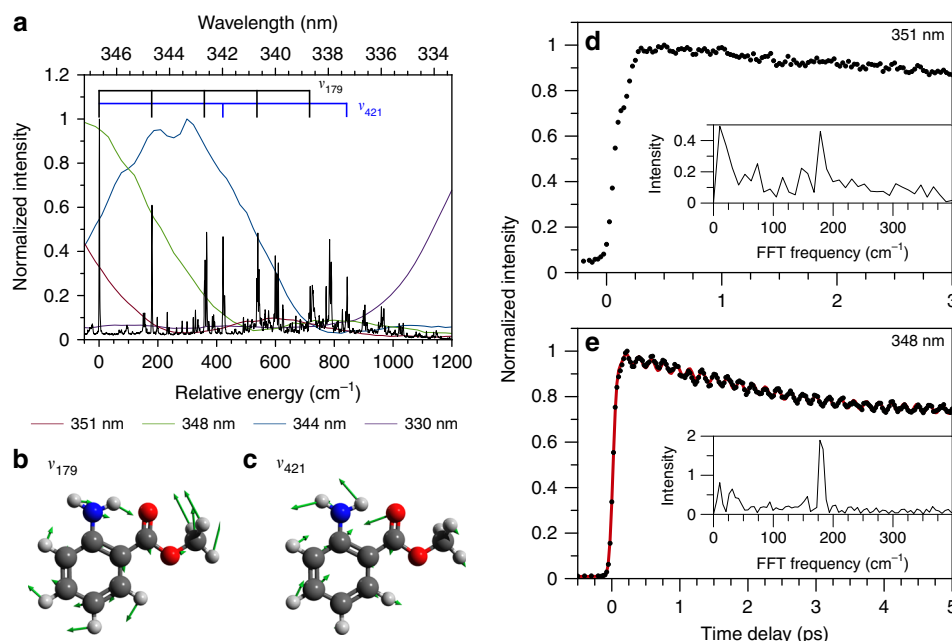 a
Wavelength (nm)
346 344 342 340 338 336 334
ν179
ν421
Normalized intensity
1.2
1
0.8
0.6
0.4
0.2
0
0 200 400 600 800 1000 1200
Relative energy (cm−1)
351 nm 348 nm 344 nm 330 nm
b ν179
c ν421
d 351 nm
Normalized intensity
1
0.8
0.6
0.4
0.2
0
0 1 2 3
Intensity
0.4
0.2
0
0 100 200 300
FFT frequency (cm−1)
e 348 nm
1
0.8
0.6
0.4
0.2
0
0 1 2 3 4 5
Intensity
2
1
0
0 100 200 300
FFT frequency (cm−1)
Time delay (ps)